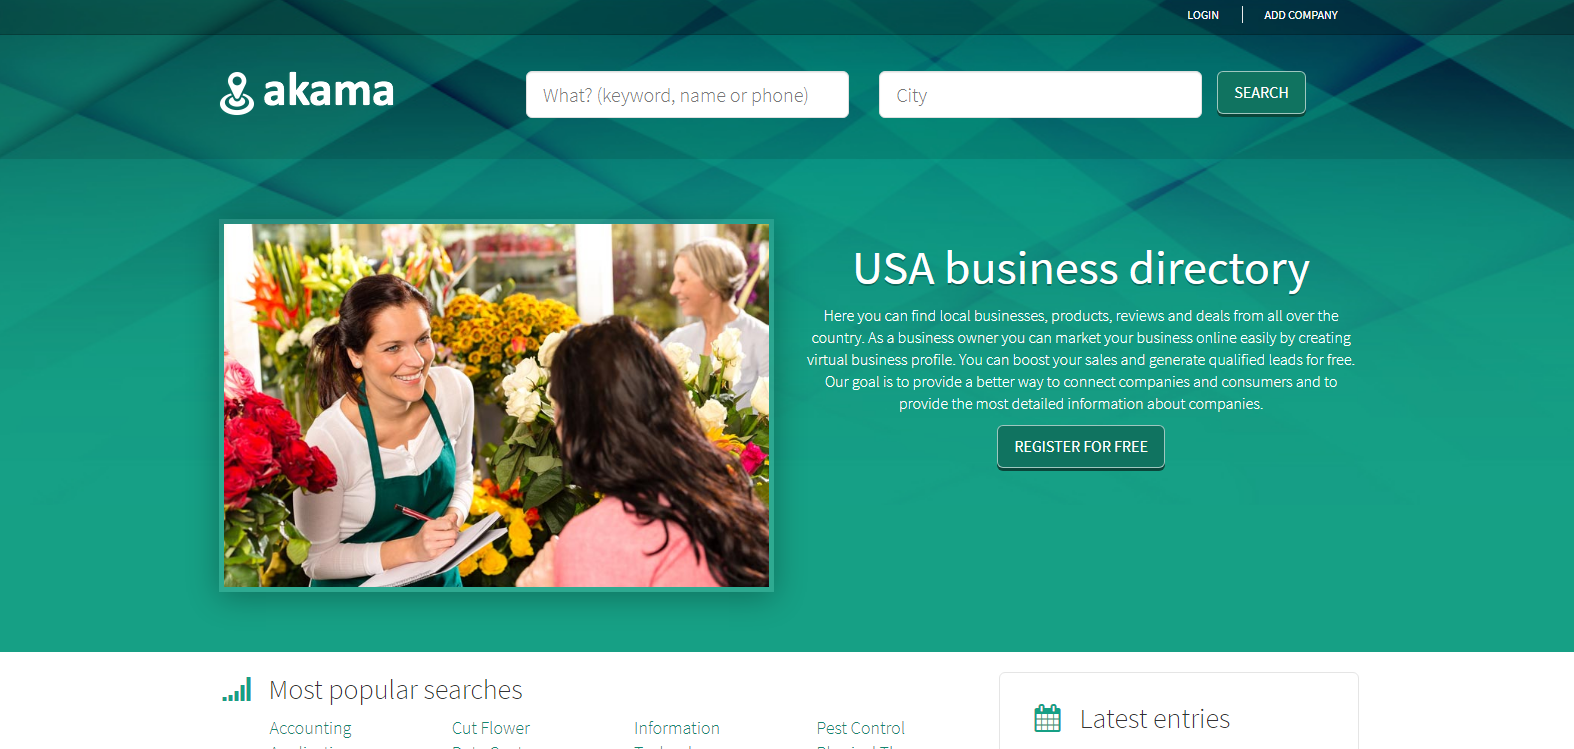 LOGIN
ADD COMPANY
akama
What? (keyword, name or phone)
City
SEARCH
USA business directory
Here you can find local businesses, products, reviews and deals from all over the
country. As a business owner you can market your business online easily by creating
virtual business profile. You can boost your sales and generate qualified leads for free.
Our goal is to provide a better way to connect companies and consumers and to
provide the most detailed information about companies.
REGISTER FOR FREE
Most popular searches
Accounting
Cut Flower
Information
Pest Control
Latest entries